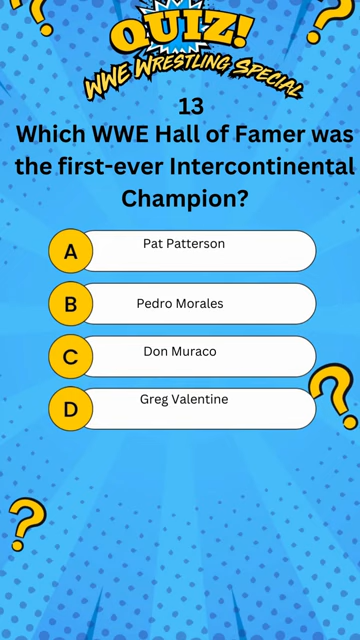 QUIZ!
WWE WRESTLING SPECIAL
13
Which WWE Hall of Famer was
the first-ever Intercontinental
Champion?
A Pat Patterson
B Pedro Morales
C Don Muraco
D Greg Valentine
?
?
?
?